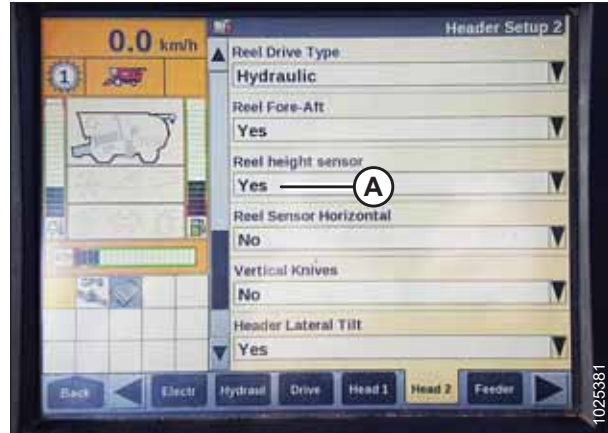 Header Setup 2
0.0 km/h
1
Reel Drive Type
Hydraulic
Reel Fore-Aft
Yes
Reel height sensor
Yes
A
Reel Sensor Horizontal
No
Vertical Knives
No
Header Lateral Tilt
Yes
Back
Electr
Hydraul
Drive
Head 1
Head 2
Feeder
1025381